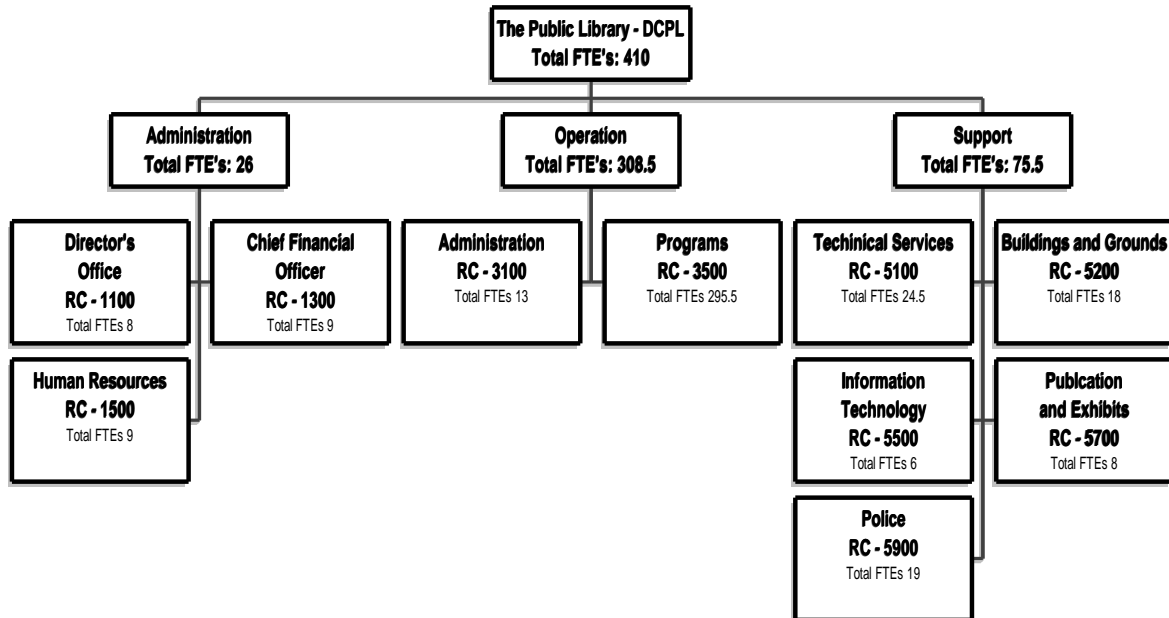 The Public Library - DCPL
Total FTE's: 410
Administration
Total FTE's: 26
Operation
Total FTE's: 308.5
Support
Total FTE's: 75.5
Director's
Office
RC - 1100
Total FTEs 8
Chief Financial
Officer
RC - 1300
Total FTEs 9
Administration
RC - 3100
Total FTEs 13
Programs
RC - 3500
Total FTEs 295.5
Techinical Services
RC - 5100
Total FTEs 24.5
Buildings and Grounds
RC - 5200
Total FTEs 18
Human Resources
RC - 1500
Total FTEs 9
Information
Technology
RC - 5500
Total FTEs 6
Publcation
and Exhibits
RC - 5700
Total FTEs 8
Police
RC - 5900
Total FTEs 19